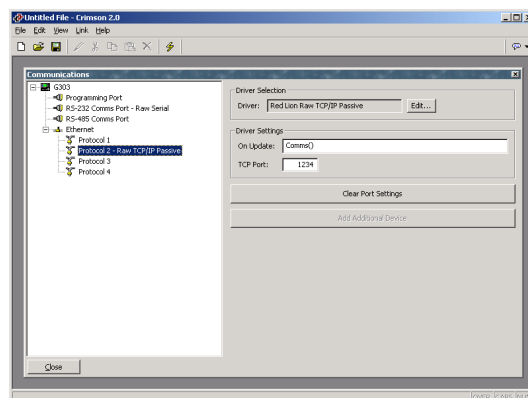 Untitled File - Crimson 2.0
File Edit View Link Help
Communications
G303
Programming Port
RS-232 Comms Port - Raw Serial
RS-485 Comms Port
Ethernet
Protocol 1
Protocol 2 - Raw TCP/IP Passive
Protocol 3
Protocol 4
Driver Selection
Driver: Red Lion Raw TCP/IP Passive Edit...
Driver Settings
On Update: Comms()
TCP Port: 1234
Clear Port Settings
Add Additional Device
Close